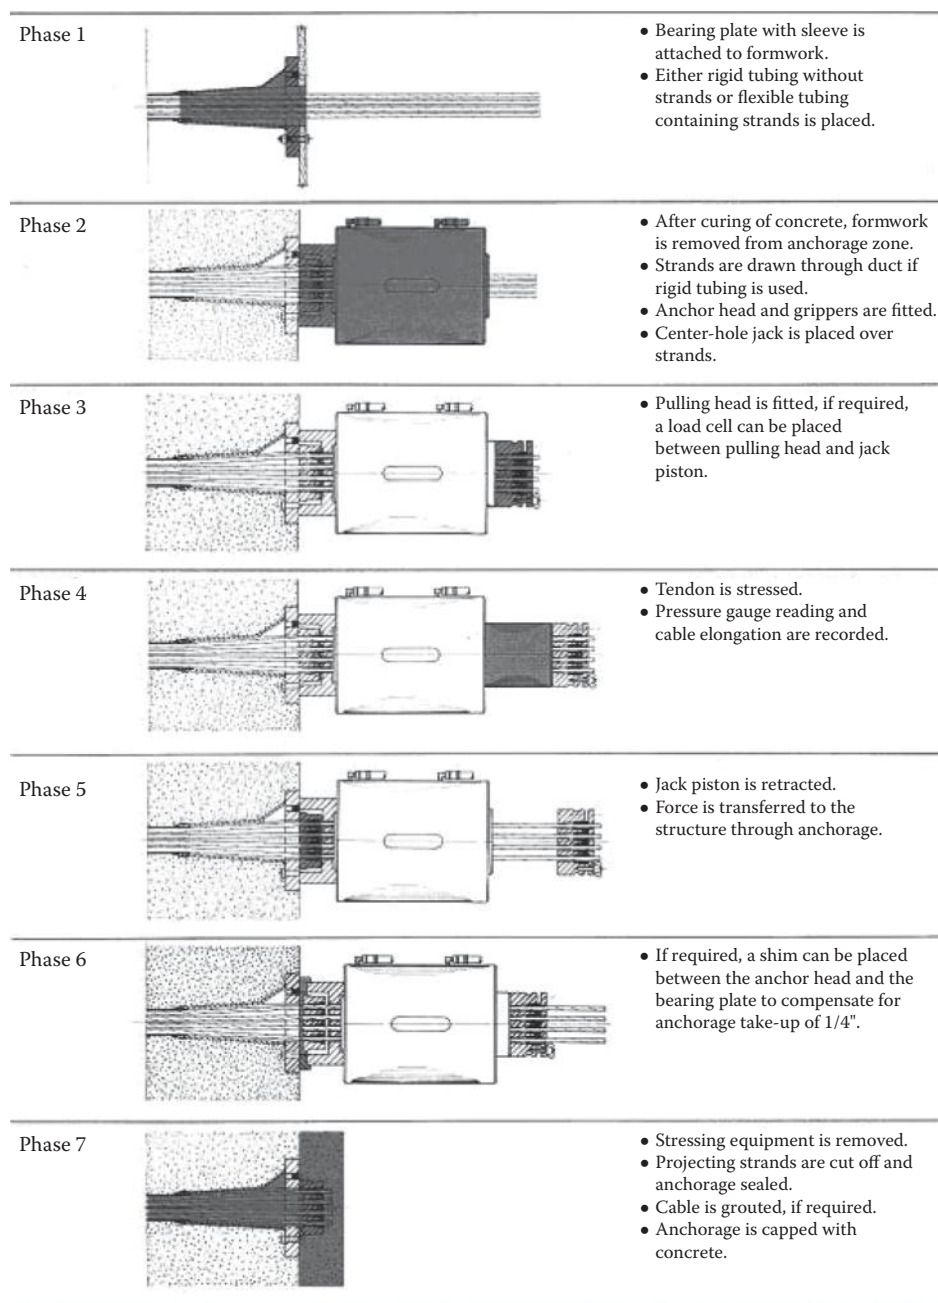 Phase 1
• Bearing plate with sleeve is
attached to formwork.
• Either rigid tubing without
strands or flexible tubing
containing strands is placed.
Phase 2
• After curing of concrete, formwork
is removed from anchorage zone.
• Strands are drawn through duct if
rigid tubing is used.
• Anchor head and grippers are fitted.
• Center-hole jack is placed over
strands.
Phase 3
• Pulling head is fitted, if required,
a load cell can be placed
between pulling head and jack
piston.
Phase 4
• Tendon is stressed.
• Pressure gauge reading and
cable elongation are recorded.
Phase 5
• Jack piston is retracted.
• Force is transferred to the
structure through anchorage.
Phase 6
• If required, a shim can be placed
between the anchor head and the
bearing plate to compensate for
anchorage take-up of 1/4".
Phase 7
• Stressing equipment is removed.
• Projecting strands are cut off and
anchorage sealed.
• Cable is grouted, if required.
• Anchorage is capped with
concrete.